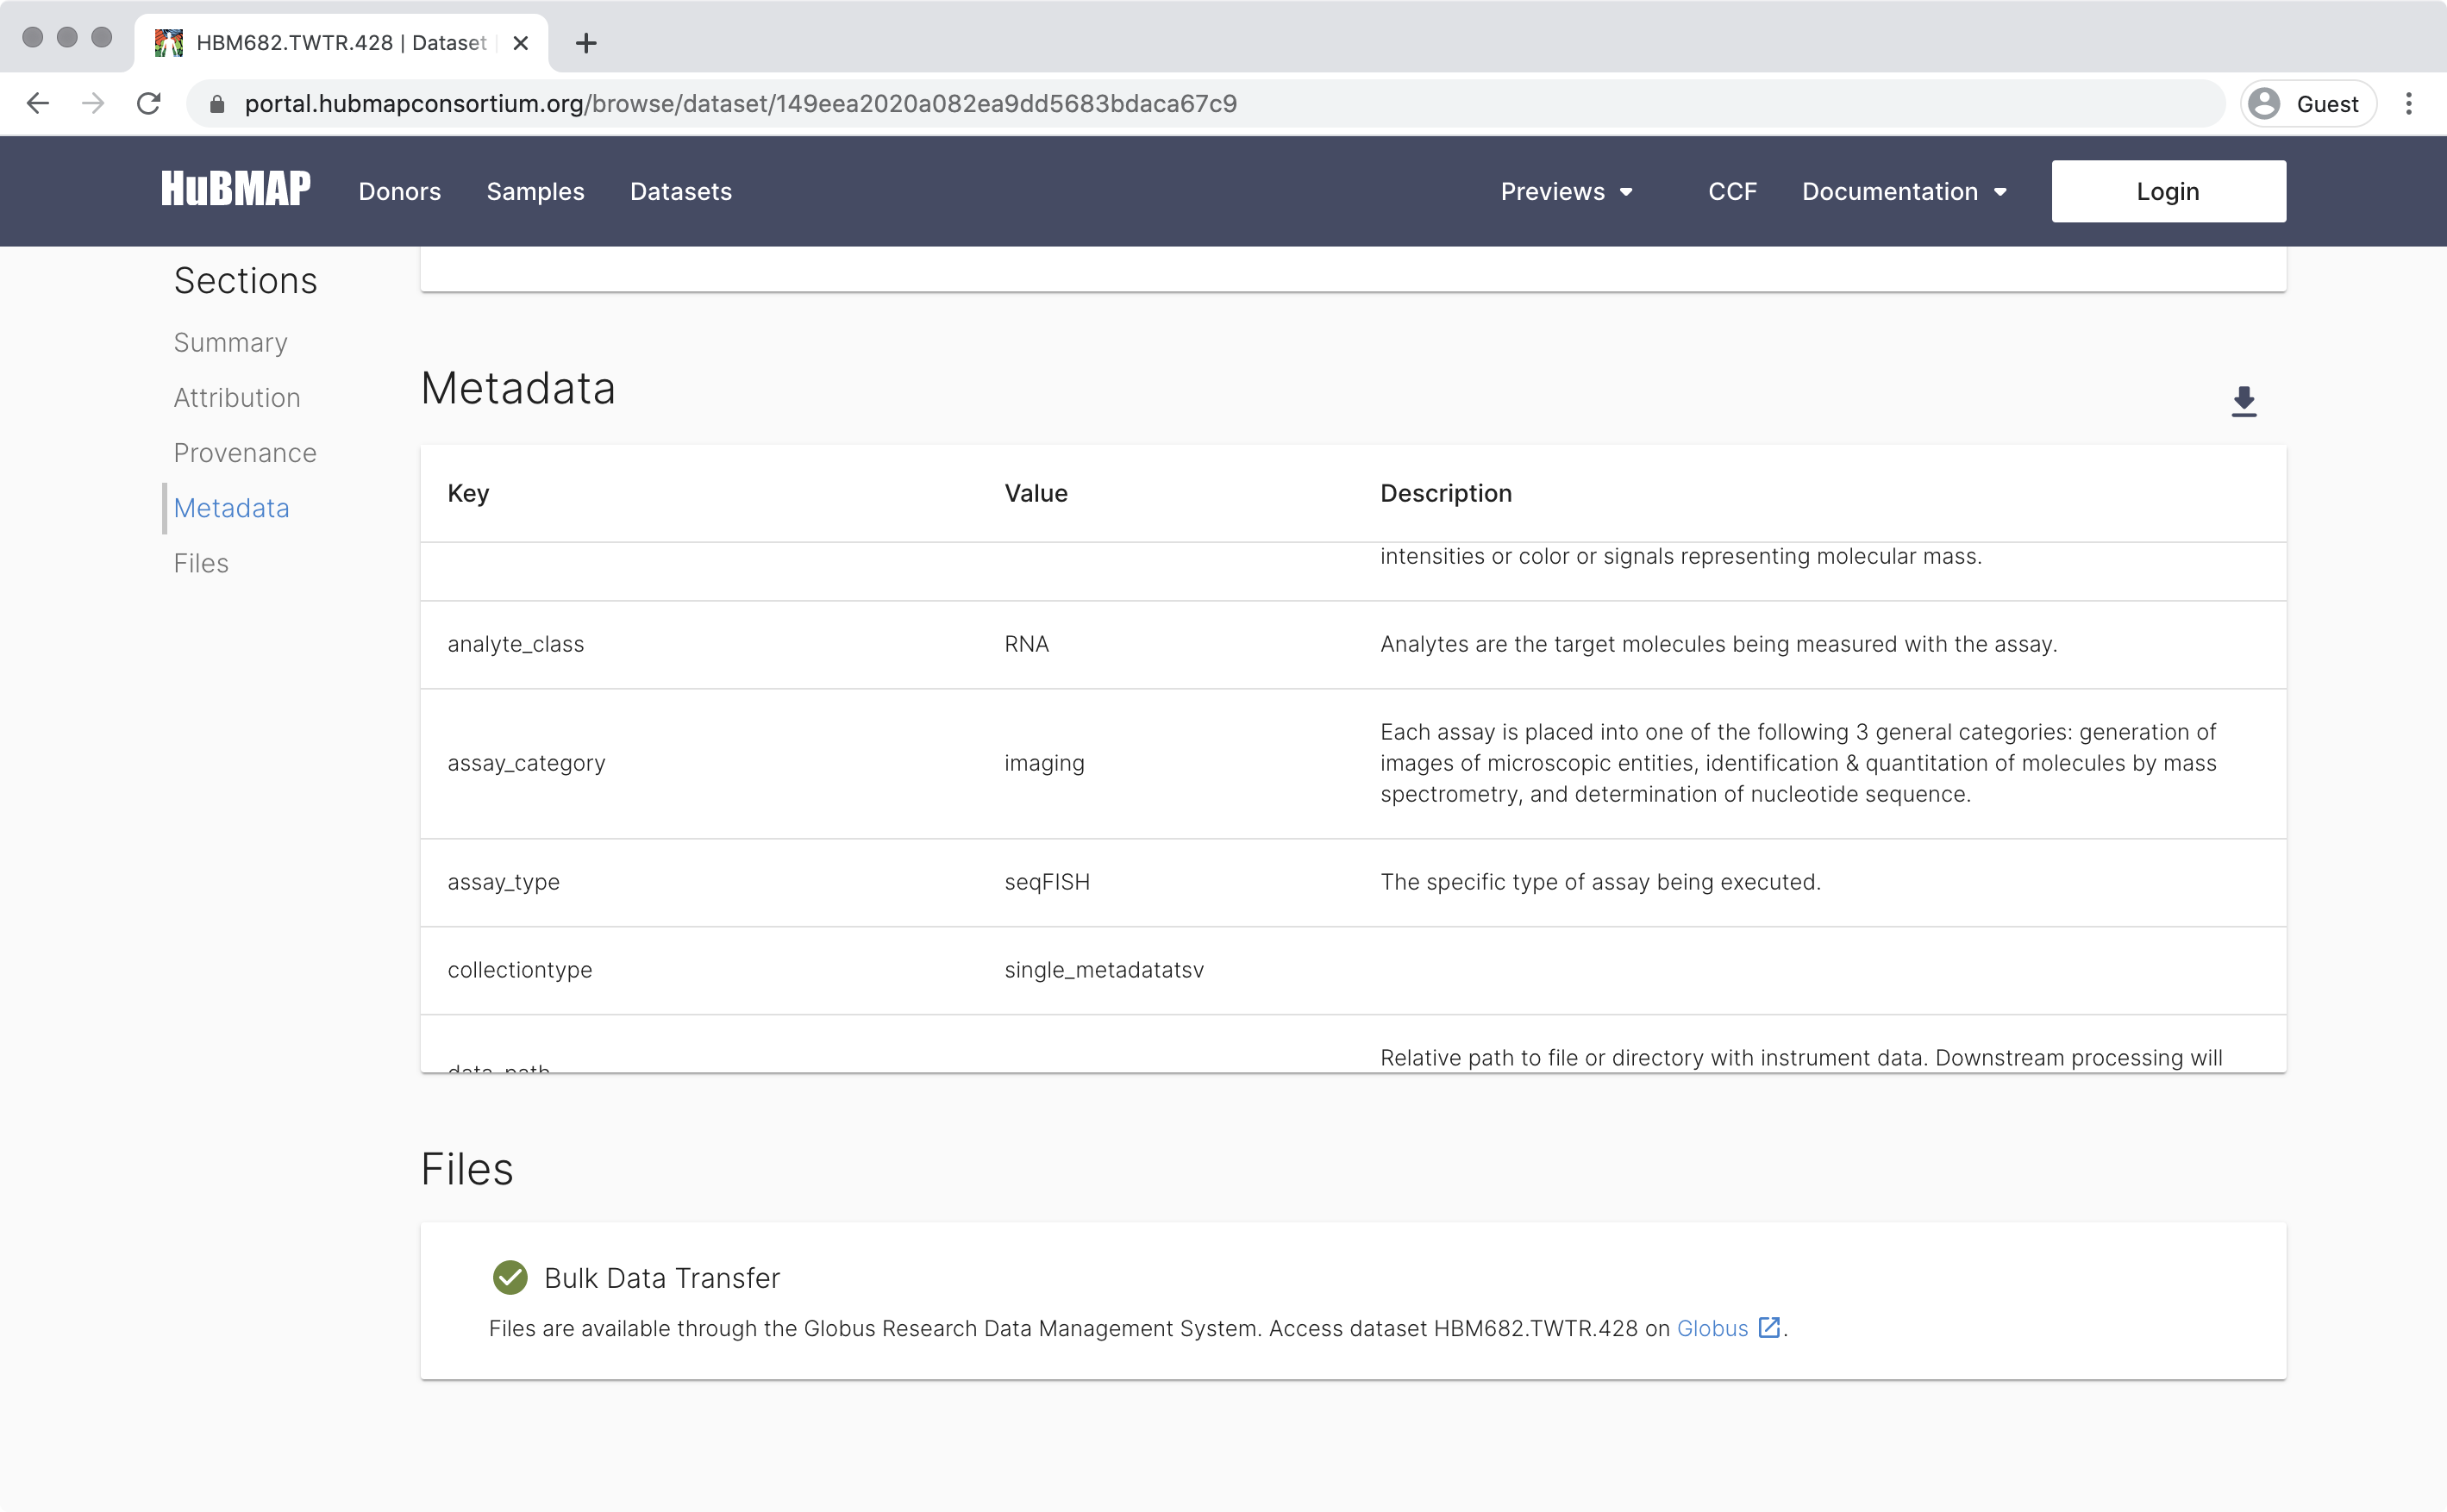 HBM682.TWTR.428 | Dataset
portal.hubmapconsortium.org/browse/dataset/149eea2020a082ea9dd5683bdaca67c9
Guest
HuBMAP Donors Samples Datasets Previews CCF Documentation Login
Sections
Summary
Attribution
Provenance
Metadata
Files
Metadata
Key Value Description
intensities or color or signals representing molecular mass.
analyte_class RNA Analytes are the target molecules being measured with the assay.
Each assay is placed into one of the following 3 general categories: generation of
assay_category imaging images of microscopic entities, identification & quantitation of molecules by mass
spectrometry, and determination of nucleotide sequence.
assay_type seqFISH The specific type of assay being executed.
collectiontype single_metadatatsv
Relative path to file or directory with instrument data. Downstream processing will
data_path
Files
Bulk Data Transfer
Files are available through the Globus Research Data Management System. Access dataset HBM682.TWTR.428 on Globus.